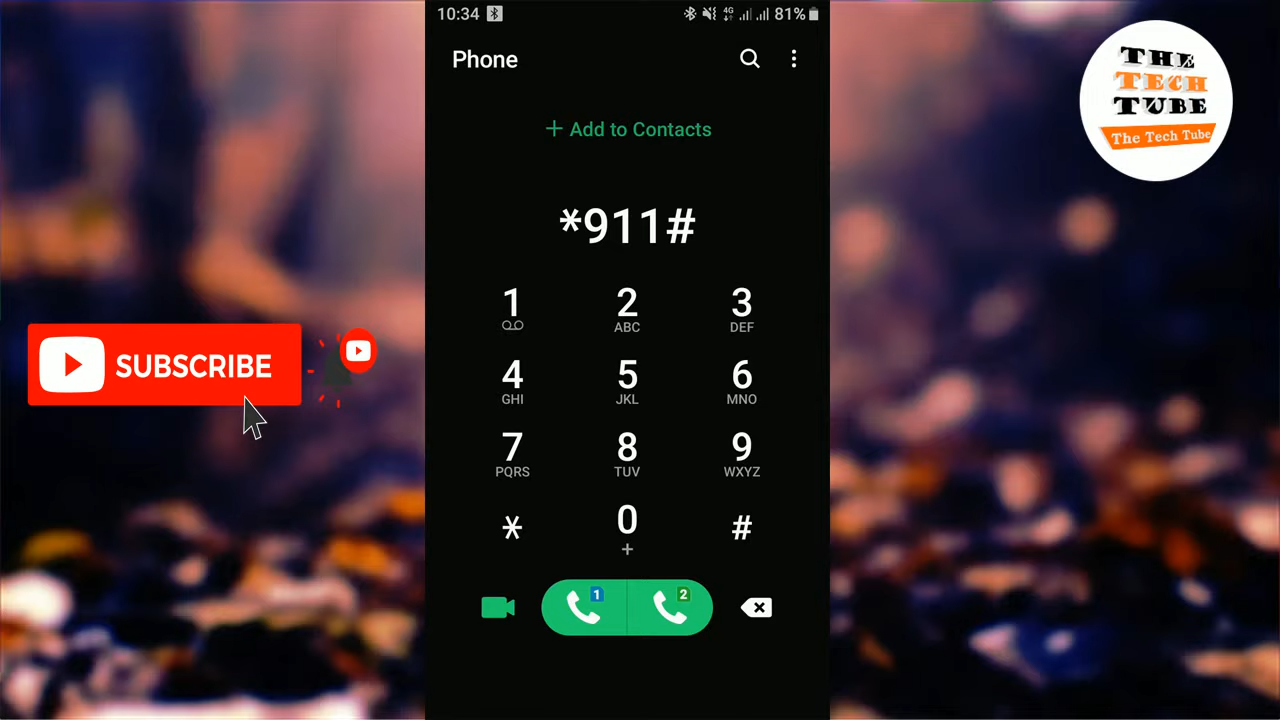 10:34
4G
81%
Phone
+ Add to Contacts
*911#
1
2
ABC
3
DEF
4
GHI
5
JKL
6
MNO
7
PQRS
8
TUV
9
WXYZ
*
0
+
#
1
2
SUBSCRIBE
THE
TECH
TUBE
The Tech Tube